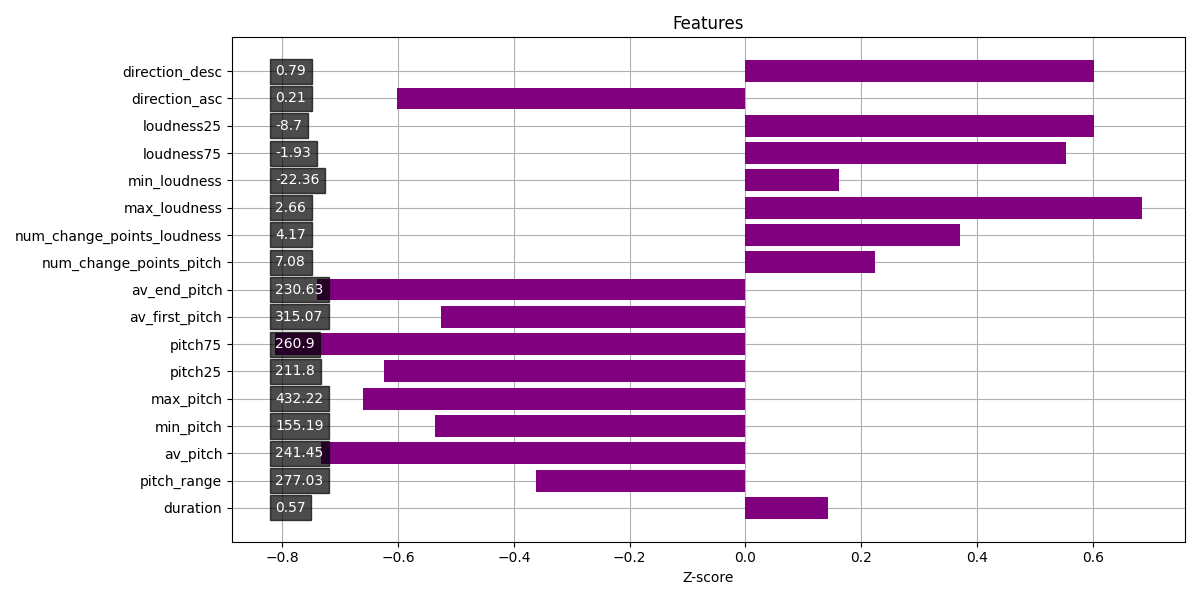 Features
direction_desc 0.79
direction_asc 0.21
loudness25 -8.7
loudness75 -1.93
min_loudness -22.36
max_loudness 2.66
num_change_points_loudness 4.17
num_change_points_pitch 7.08
av_end_pitch 230.63
av_first_pitch 315.07
pitch75 260.9
pitch25 211.8
max_pitch 432.22
min_pitch 155.19
av_pitch 241.45
pitch_range 277.03
duration 0.57
−0.8 −0.6 −0.4 −0.2 0.0 0.2 0.4 0.6
Z-score